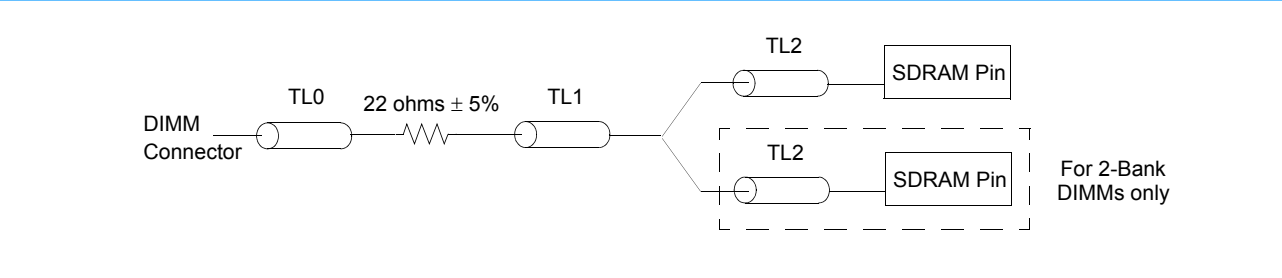 TL2
SDRAM Pin
TL0
22 ohms ± 5%
TL1
DIMM
Connector
TL2
SDRAM Pin
For 2-Bank
DIMMs only